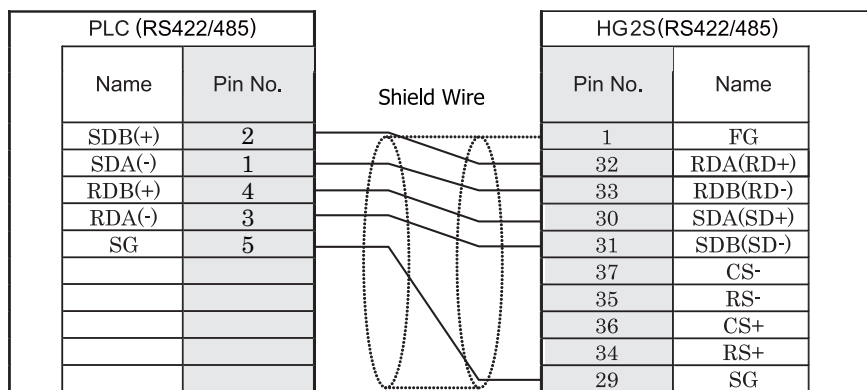 PLC (RS422/485) HG2S(RS422/485)
Name Pin No. Shield Wire Pin No. Name
SDB(+) 2 1 FG
SDA(-) 1 32 RDA(RD+)
RDB(+) 4 33 RDB(RD-)
RDA(-) 3 30 SDA(SD+)
SG 5 31 SDB(SD-)
37 CS-
35 RS-
36 CS+
34 RS+
29 SG